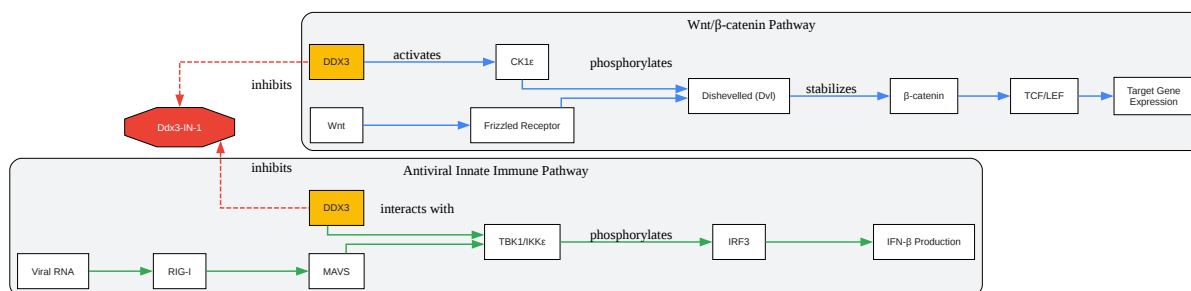 Wnt/β-catenin Pathway
DDX3
activates
CK1ε
phosphorylates
inhibits
Dishevelled (Dvl)
stabilizes
β-catenin
TCF/LEF
Target Gene
Expression
Ddx3-IN-1
Wnt
Frizzled Receptor
inhibits
Antiviral Innate Immune Pathway
DDX3
interacts with
TBK1/IKKε
phosphorylates
IRF3
IFN-β Production
Viral RNA
RIG-I
MAVS